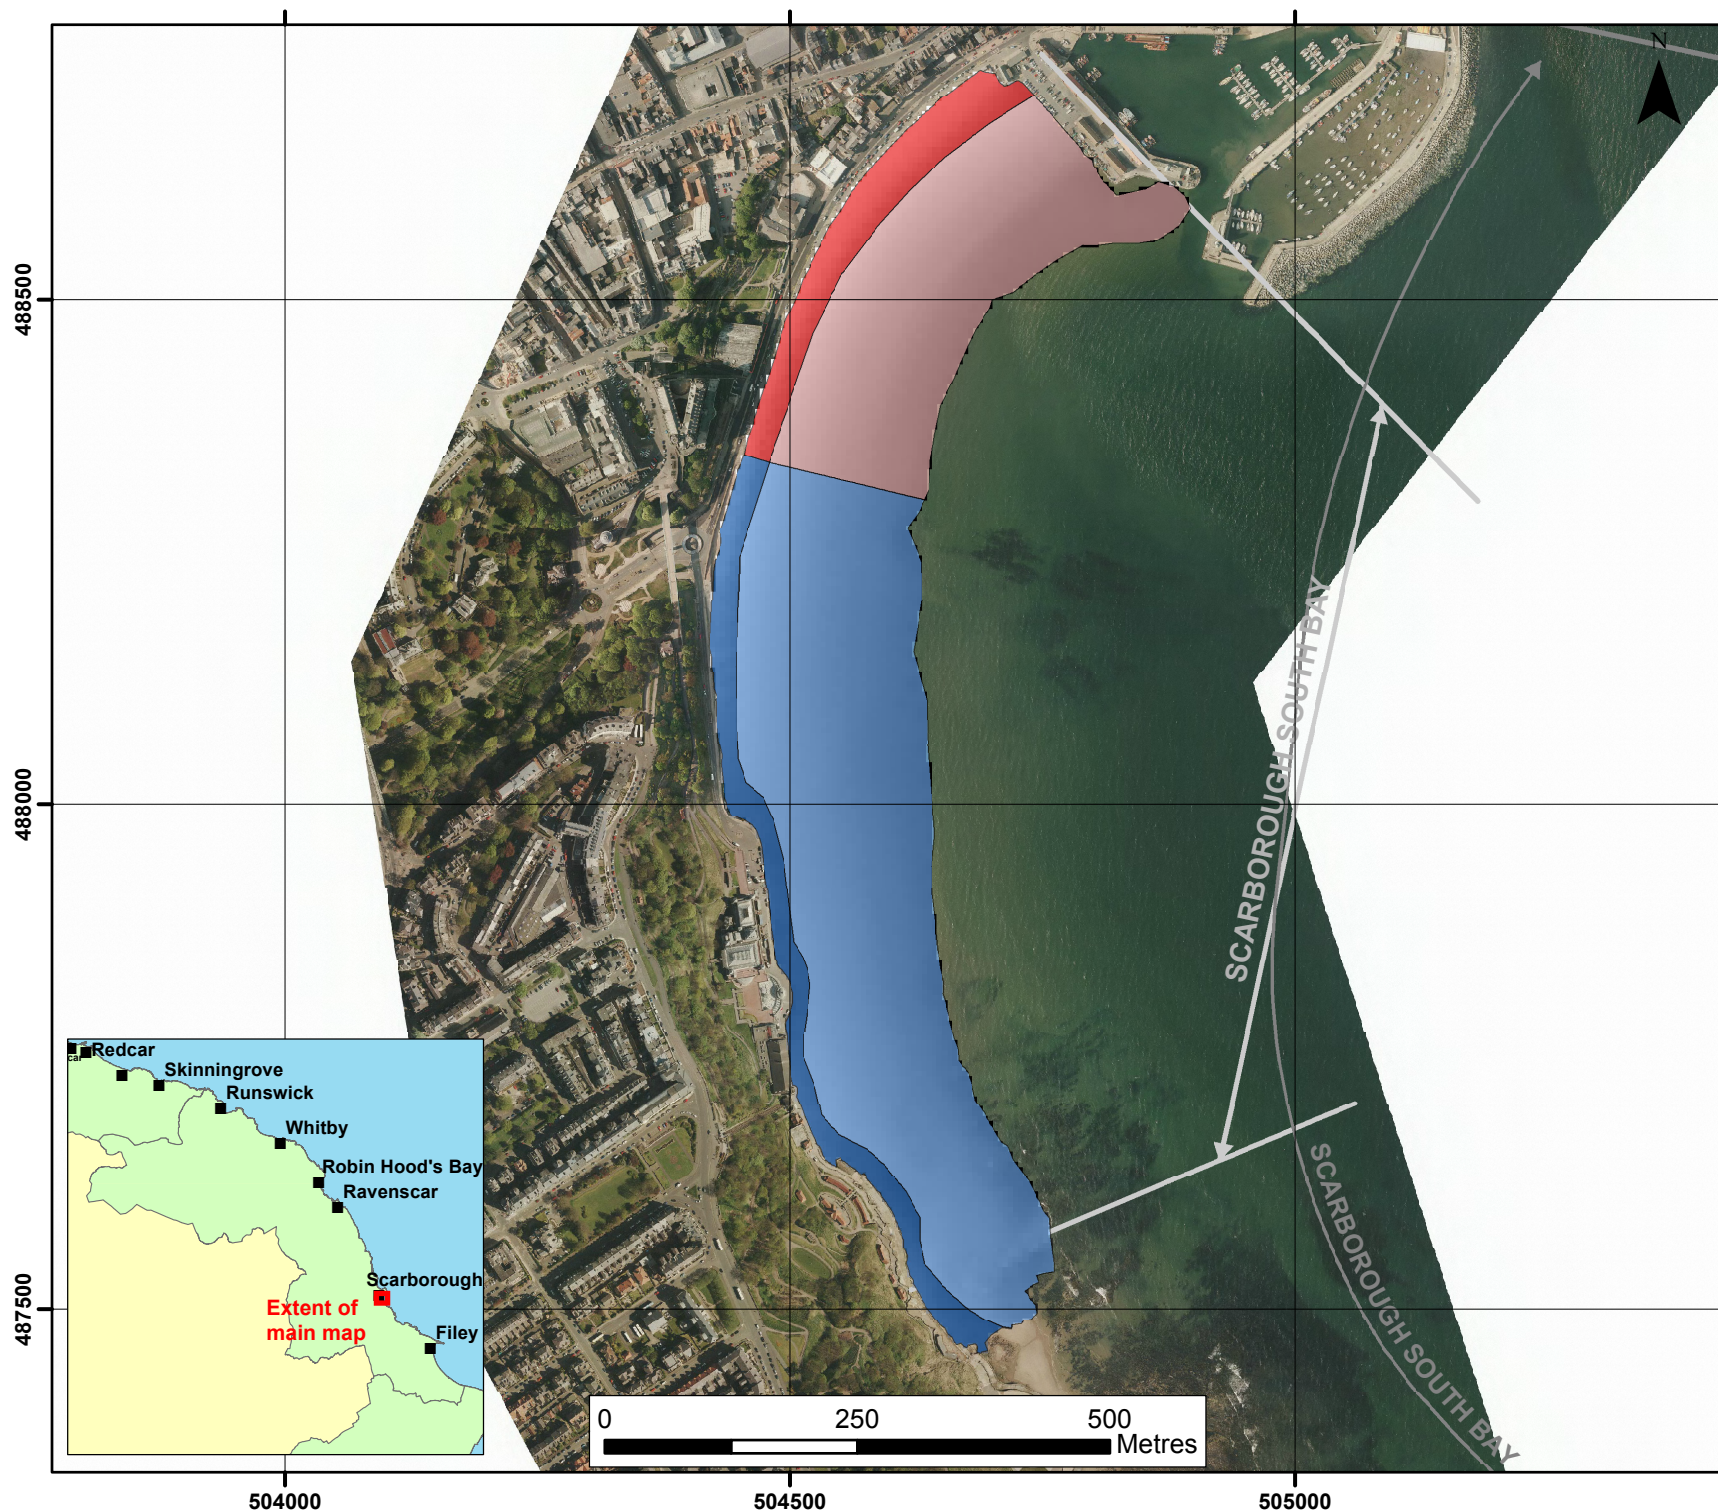 N
488500
488000
487500
SCARBOROUGH SOUTH BAY
SCARBOROUGH SOUTH BAY
car
Redcar
Skinningrove
Runswick
Whitby
Robin Hood's Bay
Ravenscar
Scarborough
Extent of
main map
Filey
0 250 500
Metres
504000 504500 505000